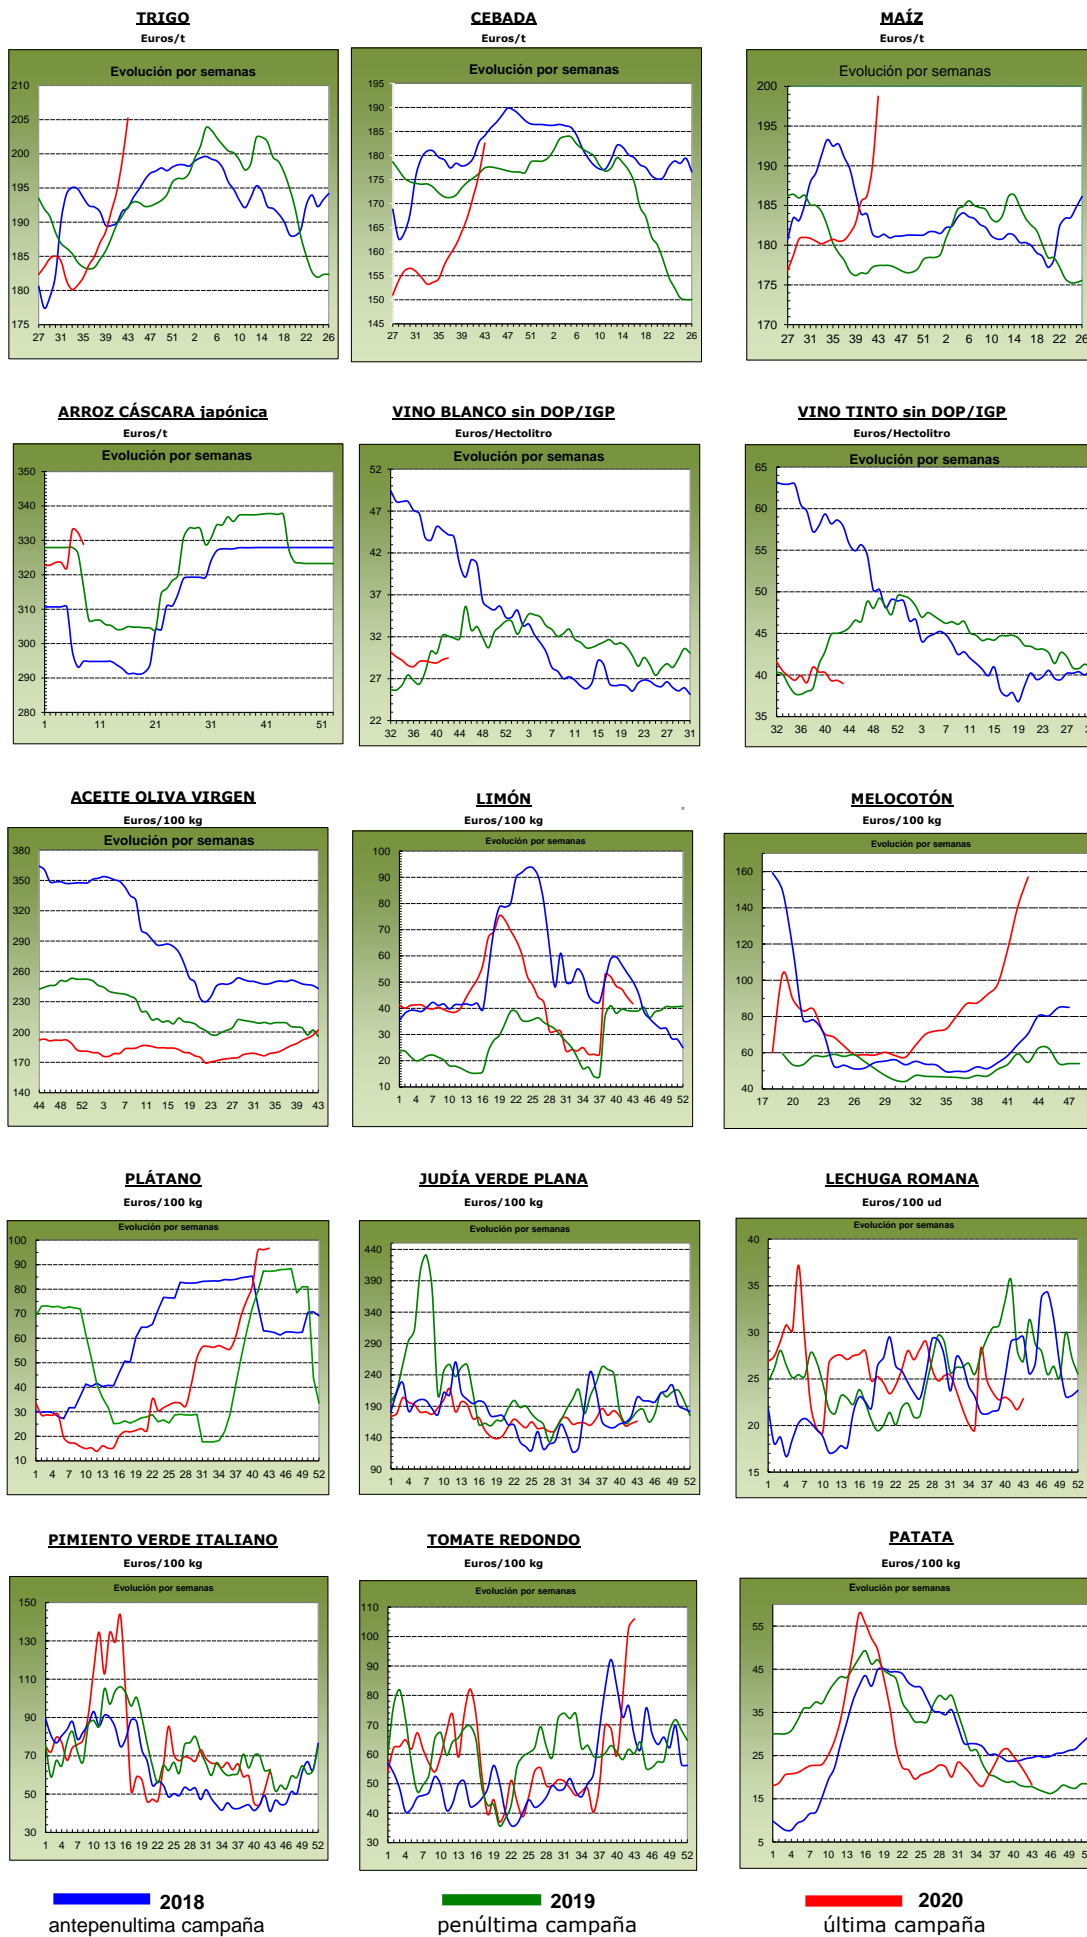 TRIGO
Euros/t
Evolución por semanas
210
205
200
195
190
185
180
175
27 31 35 39 43 47 51 2 6 10 14 18 22 26
CEBADA
Euros/t
Evolución por semanas
195
190
185
180
175
170
165
160
155
150
145
27 31 35 39 43 47 51 2 6 10 14 18 22 26
MAÍZ
Euros/t
Evolución por semanas
200
195
190
185
180
175
170
27 31 35 39 43 47 51 2 6 10 14 18 22 26
ARROZ CÁSCARA japónica
Euros/t
Evolución por semanas
350
340
330
320
310
300
290
280
1 11 21 31 41 51
VINO BLANCO sin DOP/IGP
Euros/Hectolitro
Evolución por semanas
52
47
42
37
32
27
22
32 36 40 44 48 52 3 7 11 15 19 23 27 31
VINO TINTO sin DOP/IGP
Euros/Hectolitro
Evolución por semanas
65
60
55
50
45
40
35
32 36 40 44 48 52 3 7 11 15 19 23 27
ACEITE OLIVA VIRGEN
Euros/100 kg
Evolución por semanas
380
350
320
290
260
230
200
170
140
44 48 52 3 7 11 15 19 23 27 31 35 39 43
LIMÓN
Euros/100 kg
Evolución por semanas
100
90
80
70
60
50
40
30
20
10
1 4 7 10 13 16 19 22 25 28 31 34 37 40 43 46 49 52
MELOCOTÓN
Euros/100 kg
Evolución por semanas
160
140
120
100
80
60
40
17 20 23 26 29 32 35 38 41 44 47
PLÁTANO
Euros/100 kg
Evolución por semanas
100
90
80
70
60
50
40
30
20
10
1 4 7 10 13 16 19 22 25 28 31 34 37 40 43 46 49 52
JUDÍA VERDE PLANA
Euros/100 kg
Evolución por semanas
440
390
340
290
240
190
140
90
1 4 7 10 13 16 19 22 25 28 31 34 37 40 43 46 49 52
LECHUGA ROMANA
Euros/100 ud
Evolución por semanas
40
35
30
25
20
15
1 4 7 10 13 16 19 22 25 28 31 34 37 40 43 46 49 52
PIMIENTO VERDE ITALIANO
Euros/100 kg
Evolución por semanas
150
130
110
90
70
50
30
1 4 7 10 13 16 19 22 25 28 31 34 37 40 43 46 49 52
TOMATE REDONDO
Euros/100 kg
Evolución por semanas
110
100
90
80
70
60
50
40
30
1 4 7 10 13 16 19 22 25 28 31 34 37 40 43 46 49 52
PATATA
Euros/100 kg
Evolución por semanas
55
45
35
25
15
5
1 4 7 10 13 16 19 22 25 28 31 34 37 40 43 46 49
2018
antepenultima campaña
2019
penúltima campaña
2020
última campaña